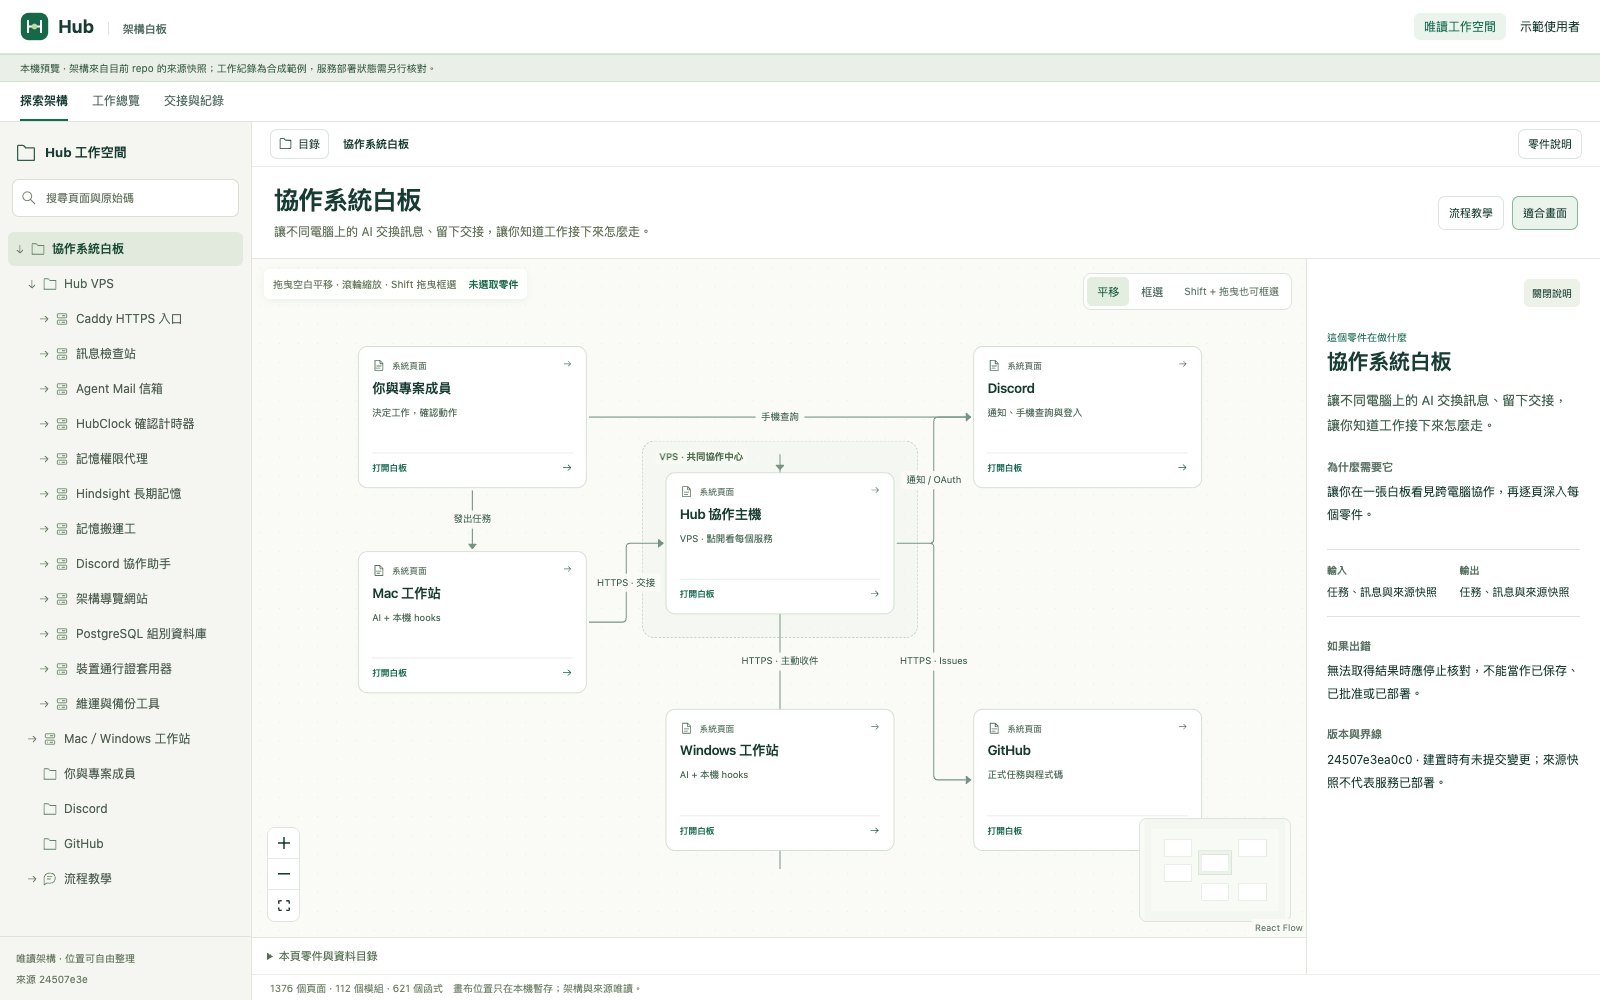 Hub
架構白板
唯讀工作空間
示範使用者
本機預覽 · 架構來自目前 repo 的來源快照；工作紀錄為合成範例，服務部署狀態需另行核對。
探索架構
工作總覽
交接與紀錄
Hub 工作空間
搜尋頁面與原始碼
協作系統白板
Hub VPS
Caddy HTTPS 入口
訊息檢查站
Agent Mail 信箱
HubClock 確認計時器
記憶權限代理
Hindsight 長期記憶
記憶搬運工
Discord 協作助手
架構導覽網站
PostgreSQL 組別資料庫
裝置通行證套用器
維運與備份工具
Mac / Windows 工作站
你與專案成員
Discord
GitHub
流程教學
唯讀架構 · 位置可自由整理
來源 24507e3e
目錄
協作系統白板
零件說明
協作系統白板
讓不同電腦上的 AI 交換訊息、留下交接，讓你知道工作接下來怎麼走。
流程教學
適合畫面
拖曳空白平移 · 滾輪縮放 · Shift 拖曳框選
未選取零件
平移
框選
Shift + 拖曳也可框選
系統頁面
你與專案成員
決定工作，確認動作
打開白板
手機查詢
系統頁面
Discord
通知、手機查詢與登入
打開白板
發出任務
VPS · 共同協作中心
系統頁面
Hub 協作主機
VPS · 點開看每個服務
打開白板
通知 / OAuth
系統頁面
Mac 工作站
AI + 本機 hooks
打開白板
HTTPS · 交接
HTTPS · 主動收件
HTTPS · Issues
系統頁面
Windows 工作站
AI + 本機 hooks
打開白板
系統頁面
GitHub
正式任務與程式碼
打開白板
React Flow
本頁零件與資料目錄
1376 個頁面 · 112 個模組 · 621 個函式
畫布位置只在本機暫存；架構與來源唯讀。
關閉說明
這個零件在做什麼
協作系統白板
讓不同電腦上的 AI 交換訊息、留下交接，
讓你知道工作接下來怎麼走。
為什麼需要它
讓你在一張白板看見跨電腦協作，再逐頁深入每
個零件。
輸入
任務、訊息與來源快照
輸出
任務、訊息與來源快照
如果出錯
無法取得結果時應停止核對，不能當作已保存、
已批准或已部署。
版本與界線
24507e3ea0c0 · 建置時有未提交變更；來源快
照不代表服務已部署。